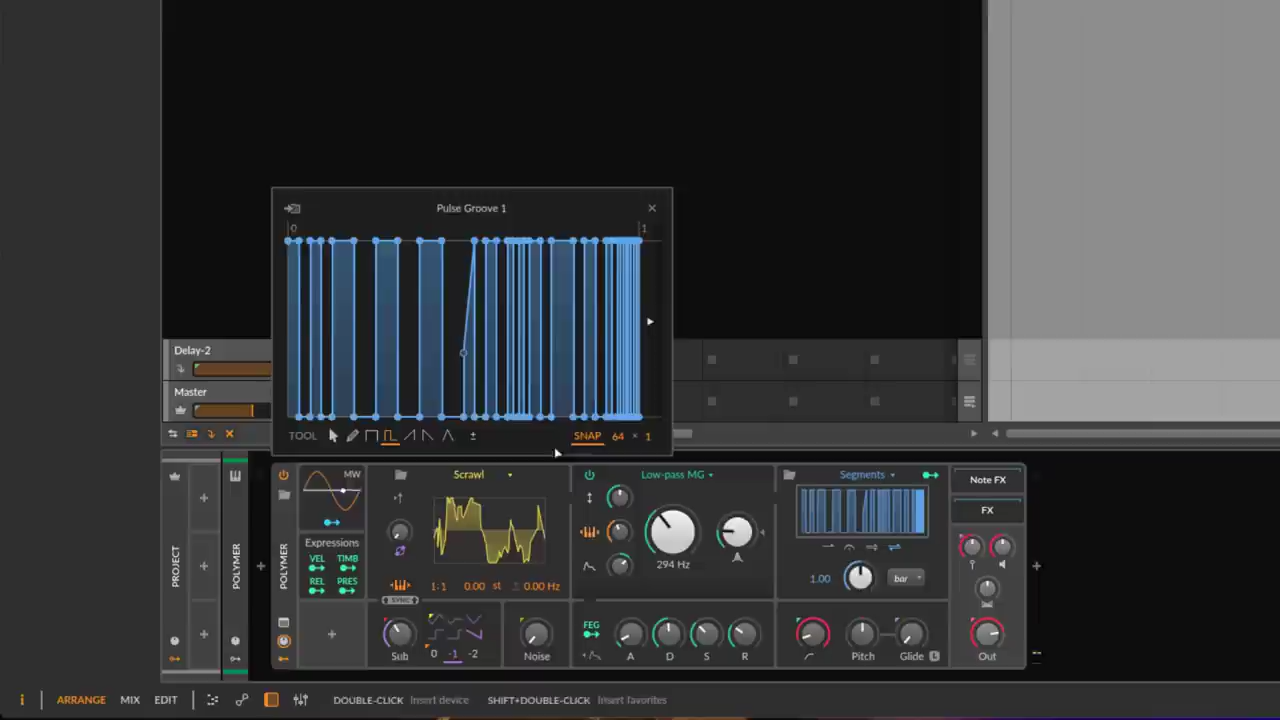 Pulse Groove 1
0
1
Delay-2
Master
TOOL
SNAP 64 × 1
PROJECT
POLYMER
POLYMER
MW
Expressions
VEL TIMB
REL PRES
Scrawl
1:1 0.00 st 0.00 Hz
SYNC
Sub
0 -1 -2
Noise
Low-pass MG
294 Hz
FEG
A D S R
Segments
1.00
bar
Pitch Glide L
Note FX
FX
Out
i ARRANGE MIX EDIT DOUBLE-CLICK Insert device SHIFT+DOUBLE-CLICK Insert favorites